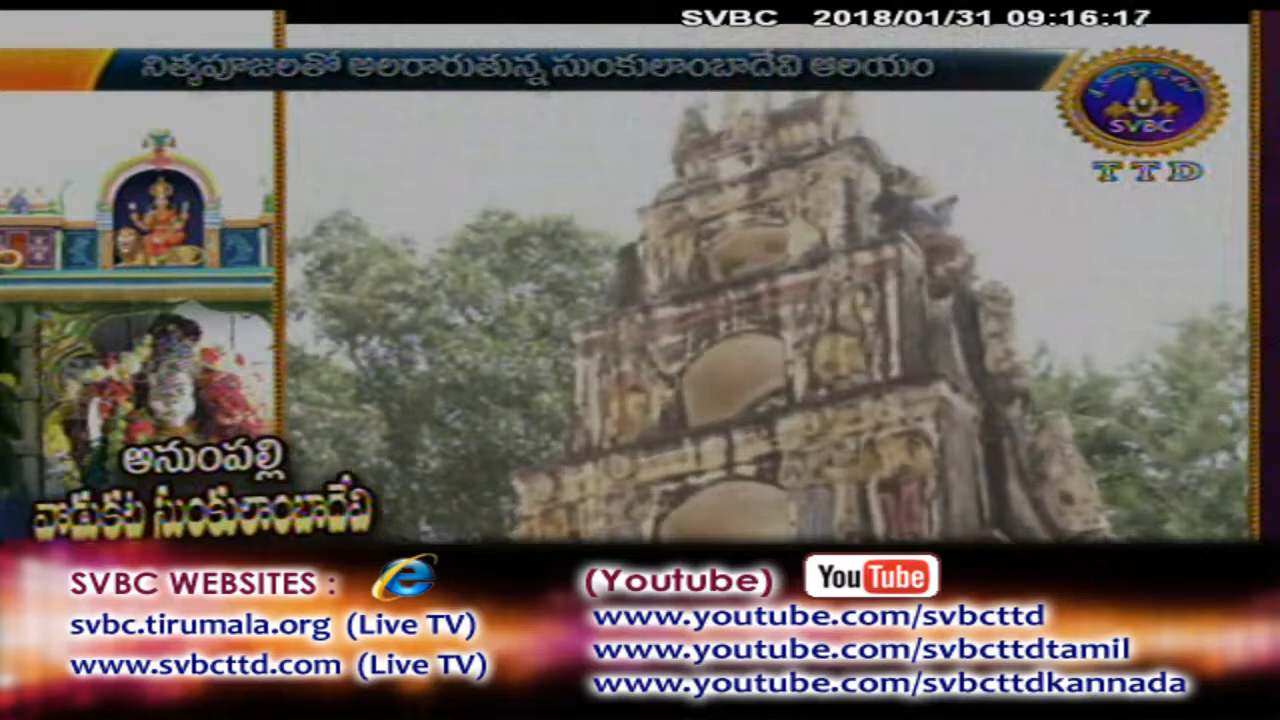 SVBC 2018/01/31 09:16:17
నిత్యపూజలతో అలరారుతున్న సుంకులాంబాదేవి ఆలయం
SVBC
TTD
అనుంపల్లి
వాడుకట సుంకులాంబాదేవి
SVBC WEBSITES :
svbc.tirumala.org (Live TV)
www.svbcttd.com (Live TV)
(Youtube) YouTube
www.youtube.com/svbcttd
www.youtube.com/svbcttdtamil
www.youtube.com/svbcttdkannada